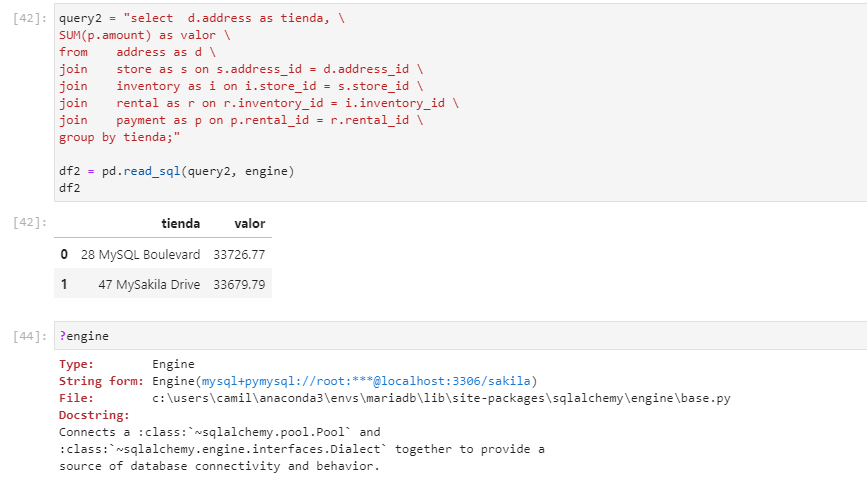 [42]: query2 = "select  d.address as tienda, \
SUM(p.amount) as valor \
from    address as d \
join    store as s on s.address_id = d.address_id \
join    inventory as i on i.store_id = s.store_id \
join    rental as r on r.inventory_id = i.inventory_id \
join    payment as p on p.rental_id = r.rental_id \
group by tienda;"
df2 = pd.read_sql(query2, engine)
df2
[42]: tienda valor
0 28 MySQL Boulevard 33726.77
1 47 MySakila Drive 33679.79
[44]: ?engine
Type:        Engine
String form: Engine(mysql+pymysql://root:***@localhost:3306/sakila)
File:        c:\users\camil\anaconda3\envs\mariadb\lib\site-packages\sqlalchemy\engine\base.py
Docstring:
Connects a :class:`~sqlalchemy.pool.Pool` and
:class:`~sqlalchemy.engine.interfaces.Dialect` together to provide a
source of database connectivity and behavior.